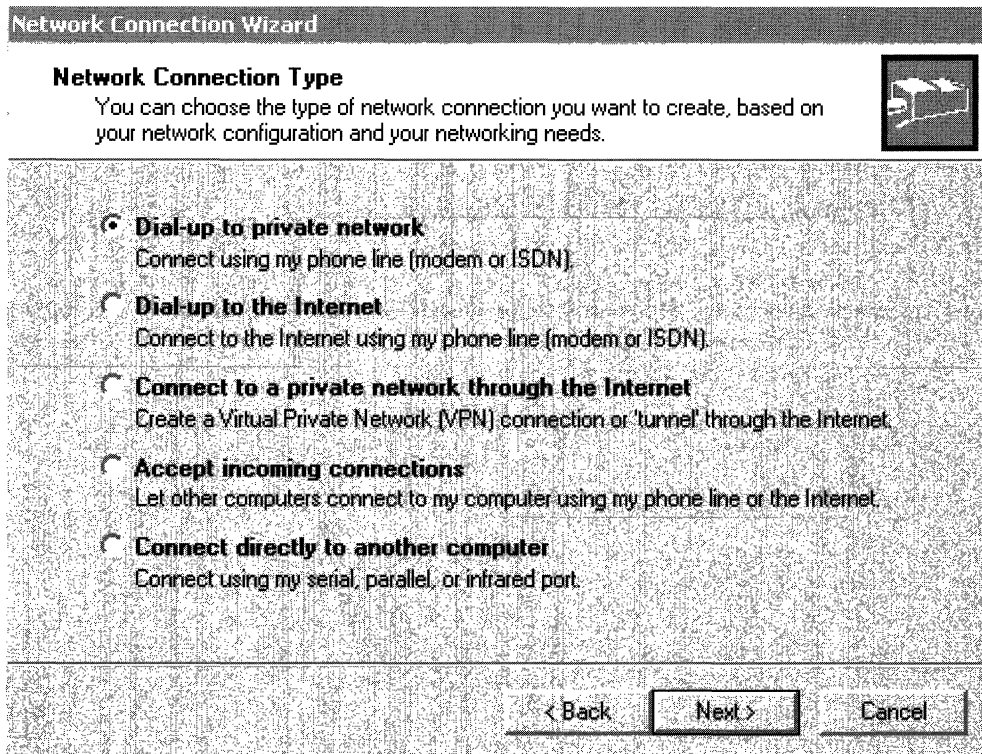 Network Connection Wizard
Network Connection Type
You can choose the type of network connection you want to create, based on
your network configuration and your networking needs.
Dial-up to private network
Connect using my phone line (modem or ISDN).
Dial-up to the Internet
Connect to the Internet using my phone line (modem or ISDN).
Connect to a private network through the Internet
Create a Virtual Private Network (VPN) connection or 'tunnel' through the Internet.
Accept incoming connections
Let other computers connect to my computer using my phone line or the Internet.
Connect directly to another computer
Connect using my serial, parallel, or infrared port.
< Back
Next >
Cancel